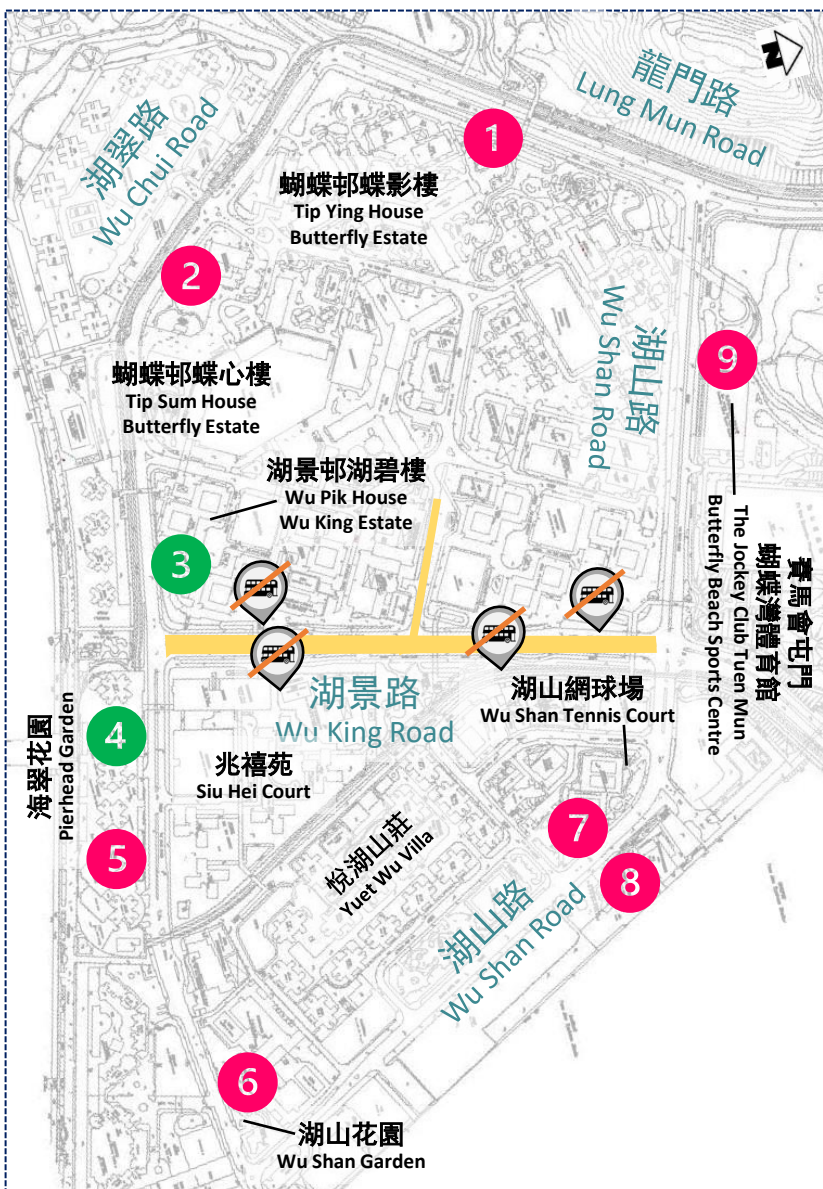 N
龍門路
Lung Mun Road
1
湖翠路
Wu Chui Road
蝴蝶邨蝶影樓
Tip Ying House
Butterfly Estate
2
湖山路
Wu Shan Road
9
蝴蝶邨蝶心樓
Tip Sum House
Butterfly Estate
湖景邨湖碧樓
Wu Pik House
Wu King Estate
3
賽馬會屯門
蝴蝶灣體育館
The Jockey Club Tuen Mun
Butterfly Beach Sports Centre
湖景路
Wu King Road
湖山網球場
Wu Shan Tennis Court
4
海翠花園
Pierhead Garden
兆禧苑
Siu Hei Court
5
悅湖山莊
Yuet Wu Villa
7
8
湖山路
Wu Shan Road
6
湖山花園
Wu Shan Garden